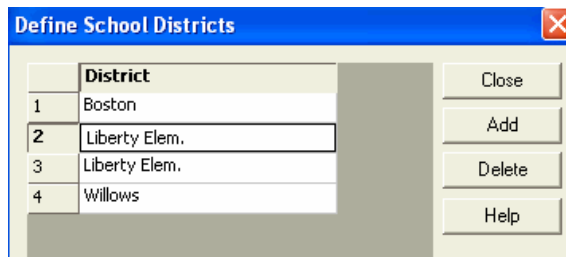 Define School Districts
District
1 Boston
2 Liberty Elem.
3 Liberty Elem.
4 Willows
Close
Add
Delete
Help